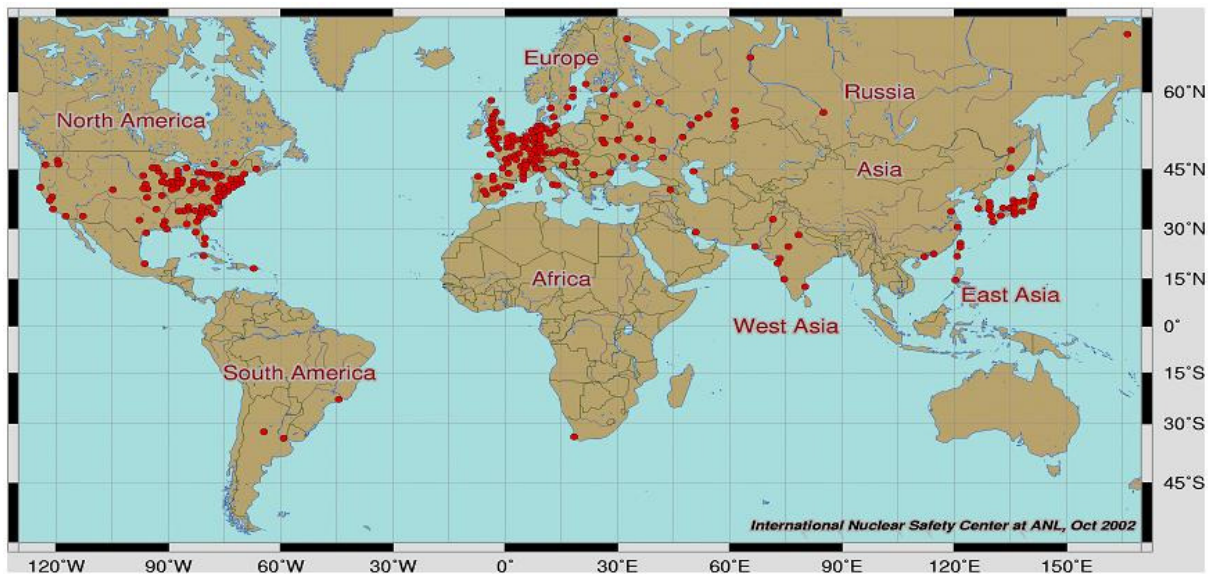 Europe
60°N
Russia
North America
Asia
45°N
30°N
Africa
15°N
East Asia
West Asia
0°
South America
15°S
30°S
45°S
International Nuclear Safety Center at ANL, Oct 2002
120°W
90°W
60°W
30°W
0°
30°E
60°E
90°E
120°E
150°E